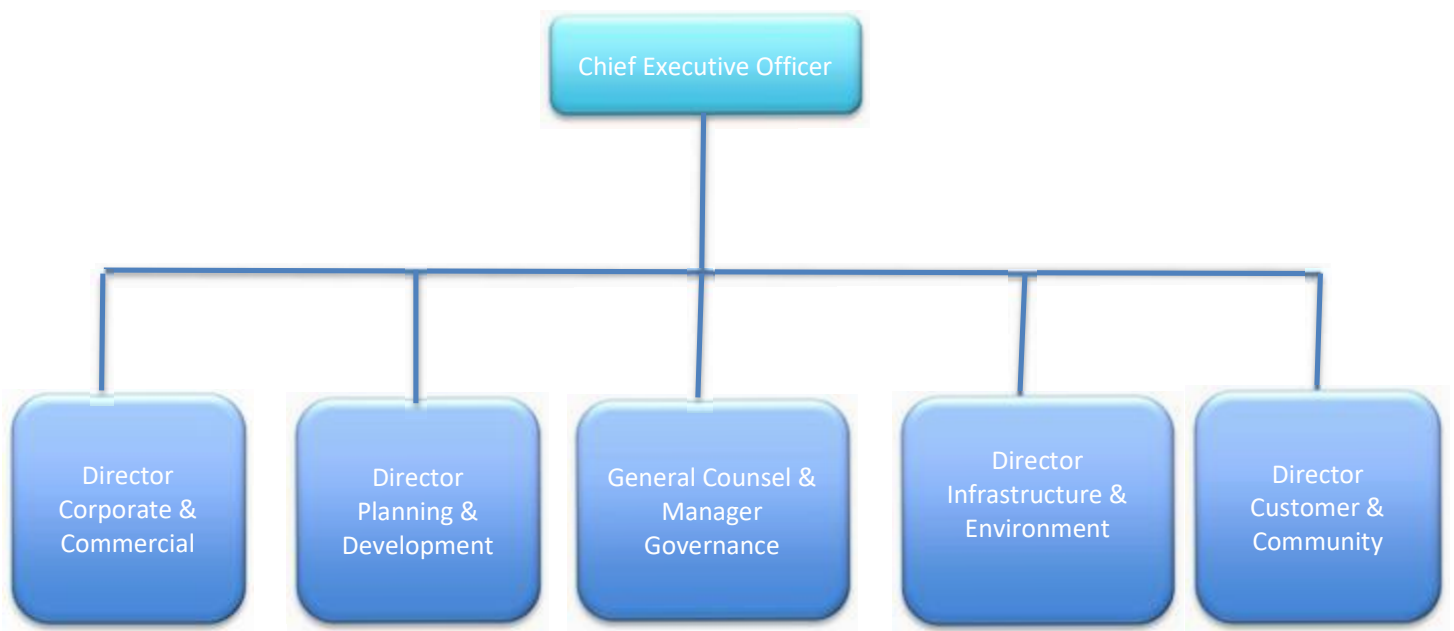 Chief Executive Officer
Director
Corporate &
Commercial
Director
Planning &
Development
General Counsel &
Manager
Governance
Director
Infrastructure &
Environment
Director
Customer &
Community